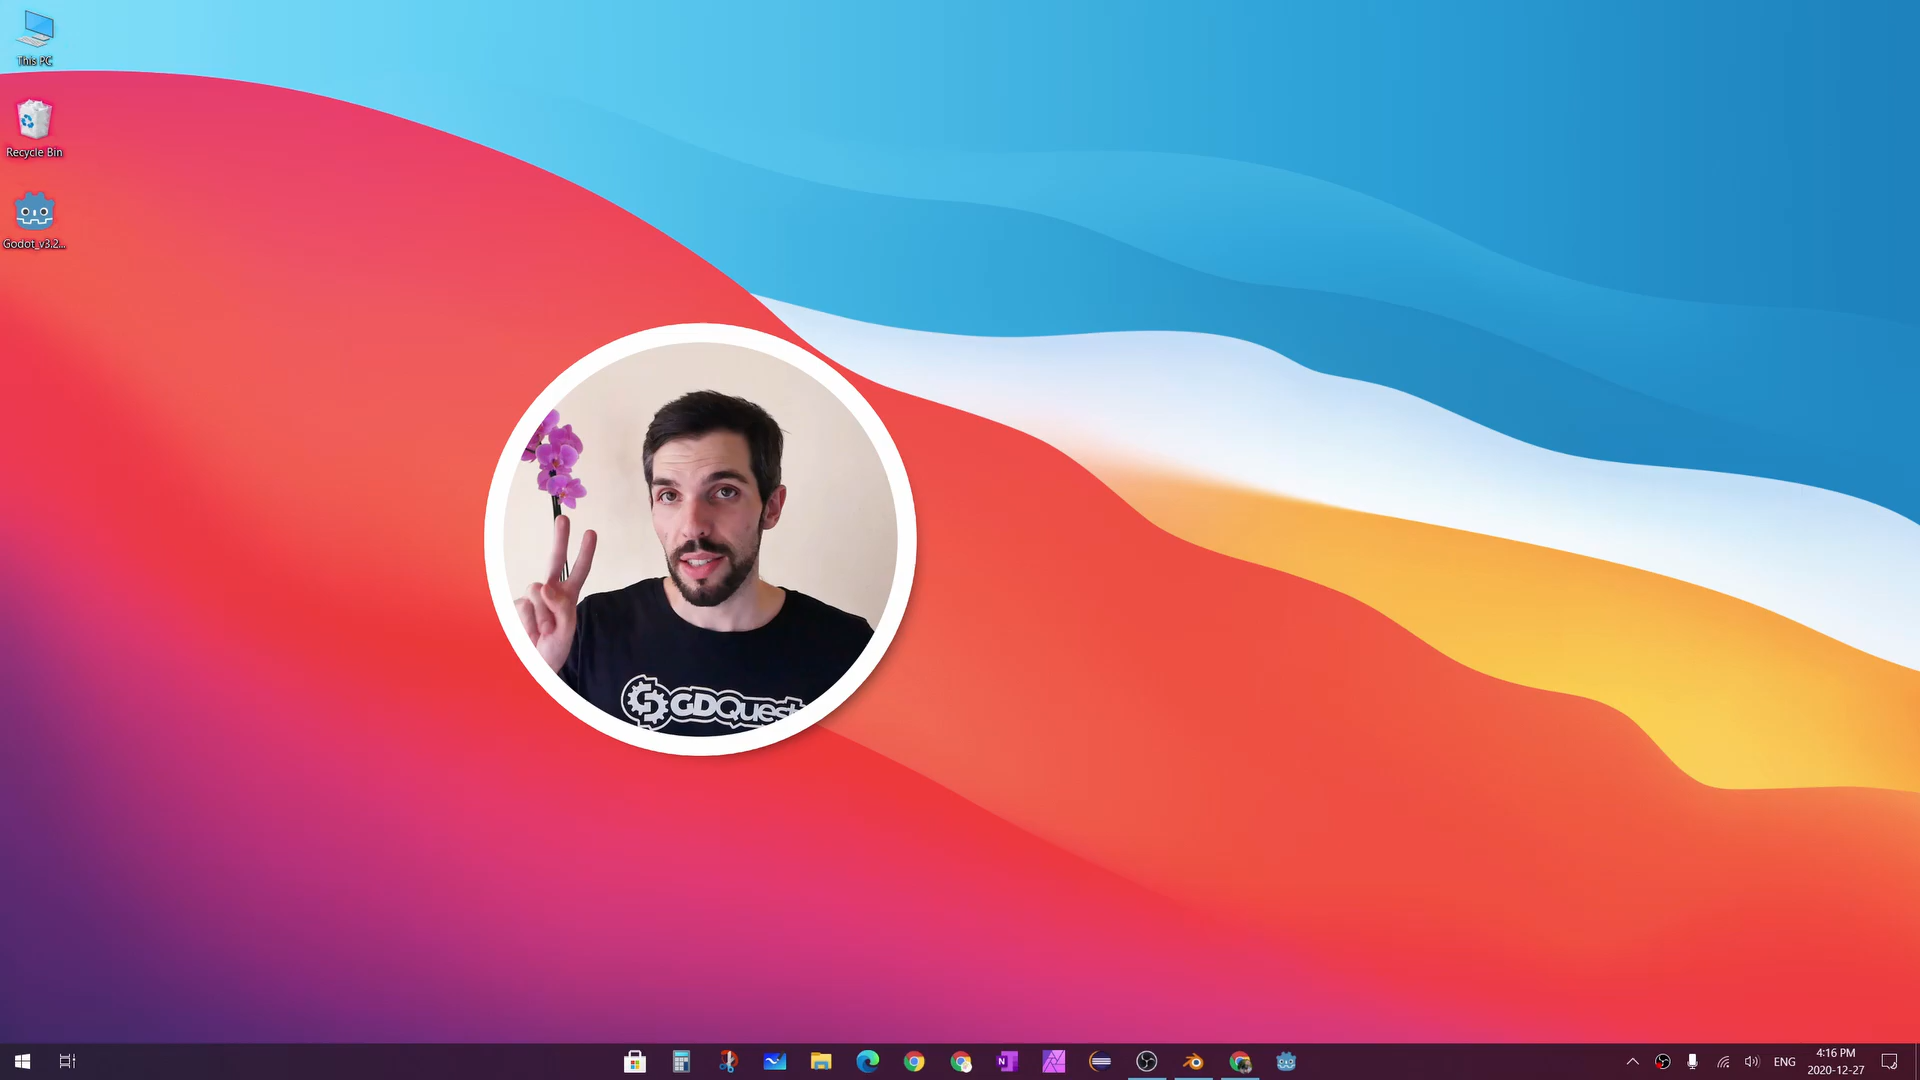 This PC
Recycle Bin
Godot_v3.2...
GDQuest
4:16 PM
ENG
2020-12-27